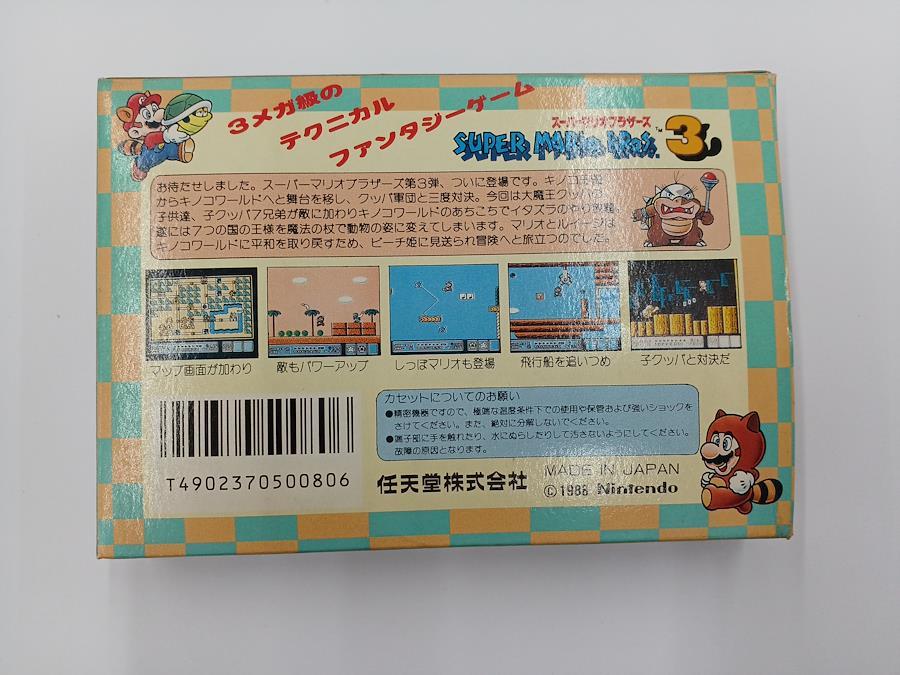 3メガ級の
テクニカル
ファンタジーゲーム
スーパーマリオブラザーズ
SUPER MARIO BROS.™ 3
お待たせしました。スーパーマリオブラザーズ第3弾、ついに登場です。キノコ王国
からキノコワールドへと舞台を移し、クッパ軍団と三度対決。今回は大魔王クッパの
子供達、子クッパ7兄弟が敵に加わりキノコワールドのあちこちでイタズラのやり放題。
遂には7つの国の王様を魔法の杖で動物の姿に変えてしまいます。マリオとルイージは
キノコワールドに平和を取り戻すため、ピーチ姫に見送られ冒険へと旅立つのでした。
マップ画面が加わり
敵もパワーアップ
しっぽマリオも登場
飛行船を追いつめ
子クッパと対決だ
カセットについてのお願い
●精密機器ですので、極端な温度条件下での使用や保管および強いショックを
さけてください。また、絶対に分解しないでください。
●端子部に手を触れたり、水にぬらしたりして汚さないようにしてください。
故障の原因となります。
T4902370500806
任天堂株式会社
MADE IN JAPAN
©1988 Nintendo